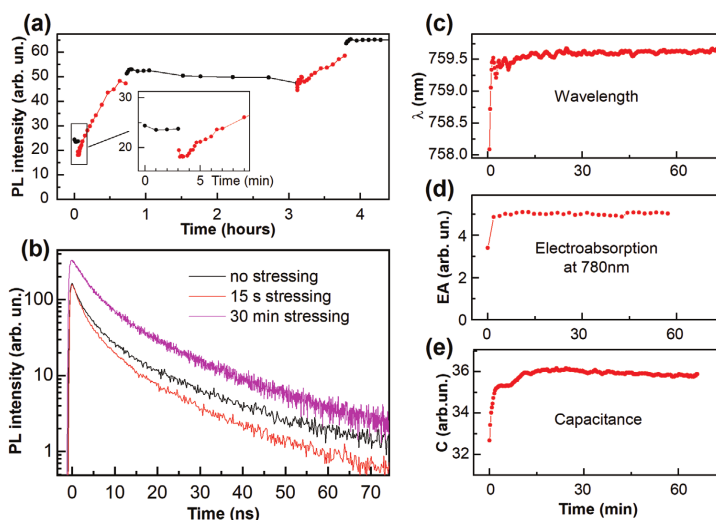 (a)
PL intensity (arb. un.)
65
60
50
40
30
20
10
0
30
20
0
5
Time (min)
0
1
2
3
4
Time (hours)
(b)
PL intensity (arb. un.)
100
10
1
no stressing
15 s stressing
30 min stressing
0
10
20
30
40
50
60
70
Time (ns)
(c)
λ (nm)
759.5
759.0
758.0
Wavelength
0
30
60
(d)
EA (arb. un.)
4
2
0
Electroabsorption
at 780nm
0
30
60
(e)
C (arb.un.)
36
34
32
Capacitance
0
30
60
Time (min)